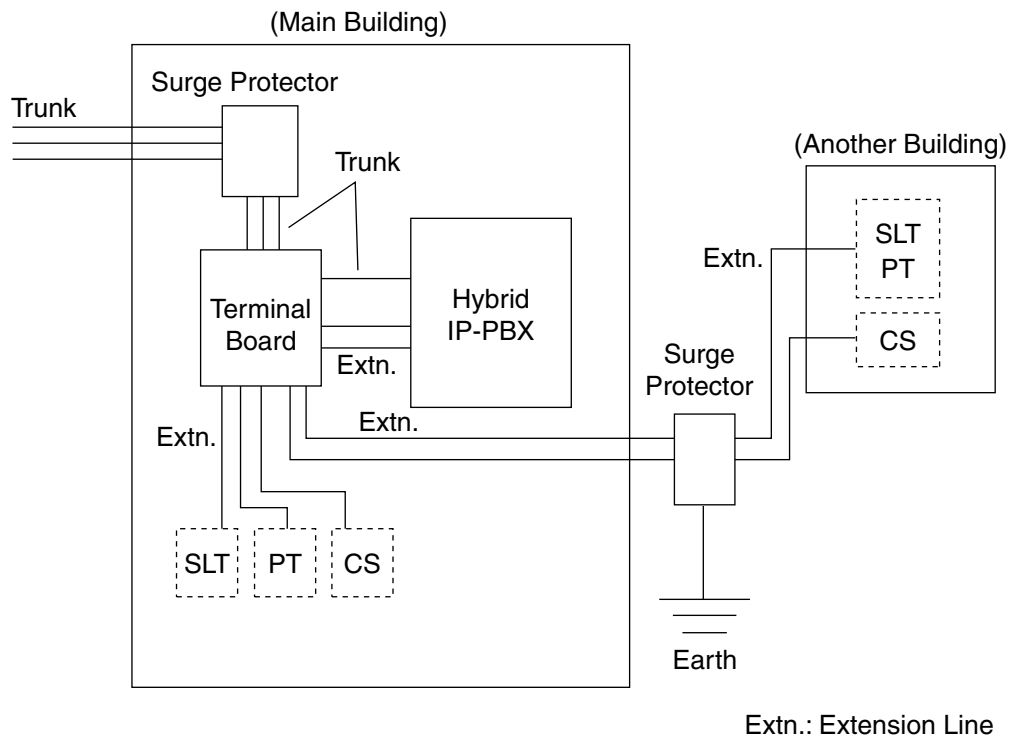 (Main Building)
Surge Protector
Trunk
Trunk
(Another Building)
SLT
PT
Extn.
CS
Terminal
Board
Hybrid
IP-PBX
Extn.
Surge
Protector
Extn.
Extn.
SLT
PT
CS
Earth
Extn.: Extension Line